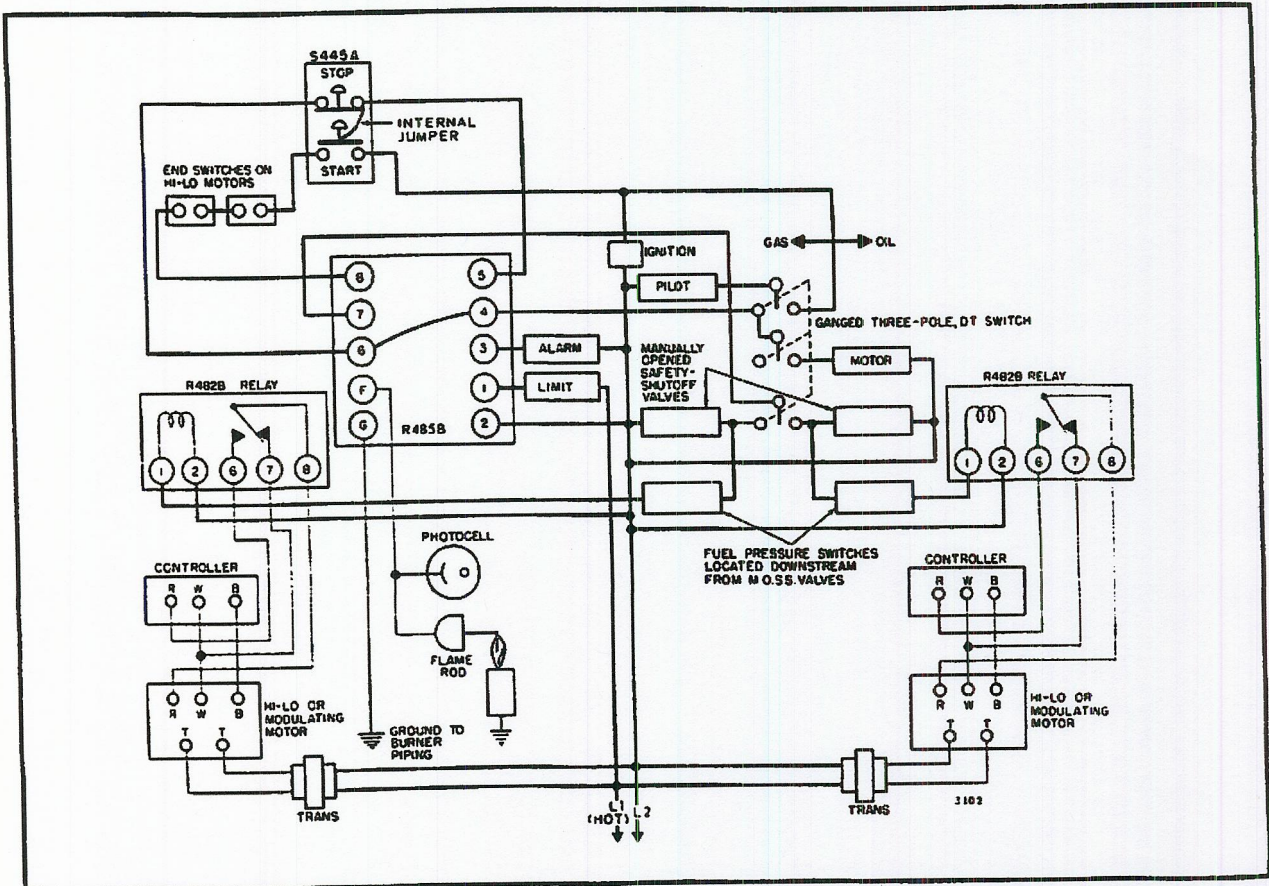 S445A
STOP
INTERNAL
JUMPER
START
END SWITCHES ON
HI-LO MOTORS
IGNITION
GAS
OIL
PILOT
GANGED THREE-POLE, DT SWITCH
8
7
6
F
G
5
4
3
1
2
R485B
ALARM
LIMIT
MANUALLY
OPENED
SAFETY-
SHUTOFF
VALVES
MOTOR
R482B RELAY
1
2
6
7
8
R482B RELAY
1
2
6
7
8
PHOTOCELL
FUEL PRESSURE SWITCHES
LOCATED DOWNSTREAM
FROM M.O.S.S. VALVES
CONTROLLER
R W B
CONTROLLER
R W B
FLAME
ROD
R W B
T T
HI-LO OR
MODULATING
MOTOR
GROUND TO
BURNER
PIPING
R W B
T T
HI-LO OR
MODULATING
MOTOR
TRANS
L1
(HOT)
L2
TRANS
3102